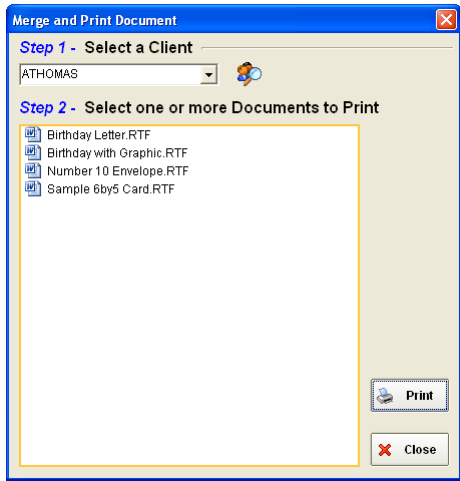 Merge and Print Document
Step 1 - Select a Client
ATHOMAS
Step 2 - Select one or more Documents to Print
Birthday Letter.RTF
Birthday with Graphic.RTF
Number 10 Envelope.RTF
Sample 6by5 Card.RTF
Print
Close